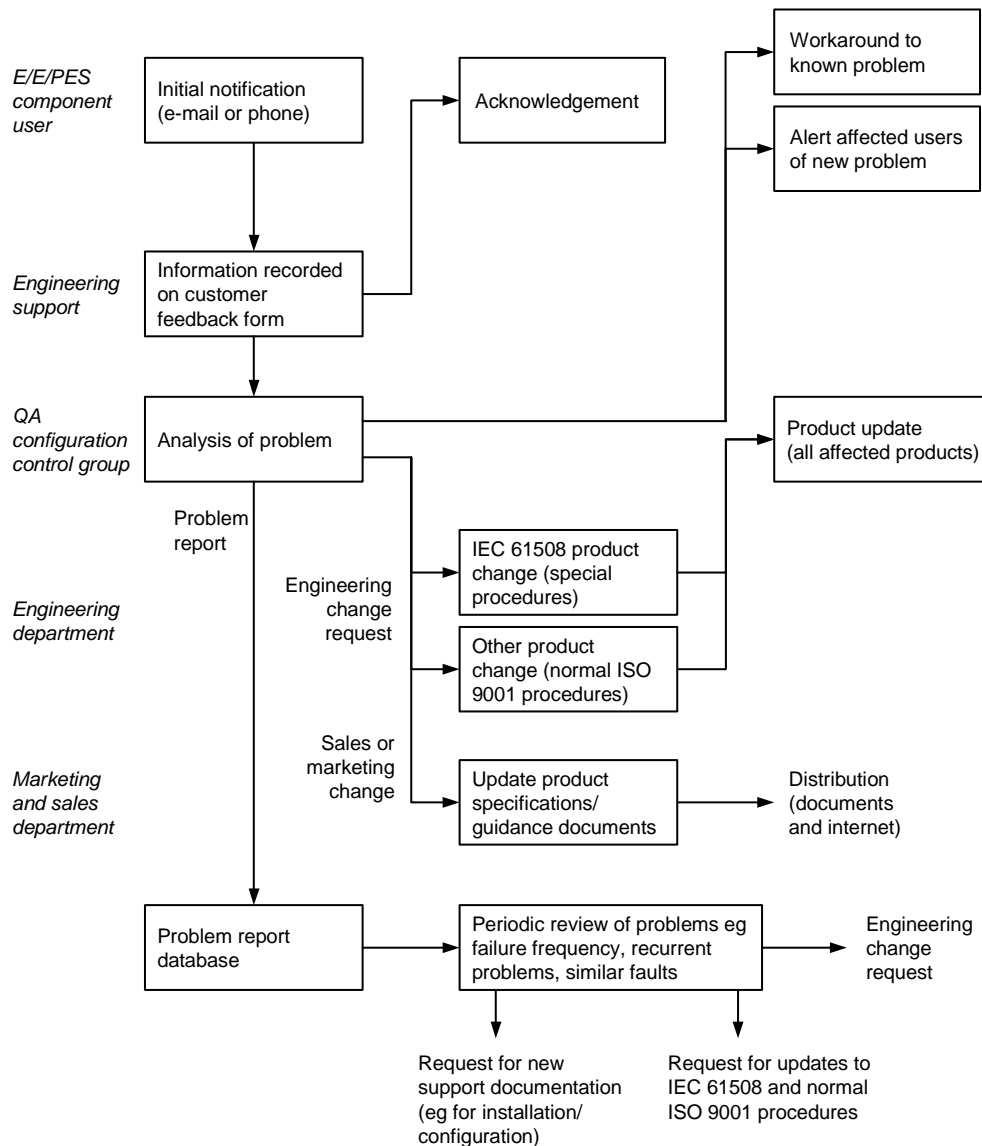 E/E/PES
component
user
Initial notification
(e-mail or phone)
Acknowledgement
Workaround to
known problem
Alert affected users
of new problem
Engineering
support
Information recorded
on customer
feedback form
QA
configuration
control group
Analysis of problem
Product update
(all affected products)
Problem
report
Engineering
department
Engineering
change
request
IEC 61508 product
change (special
procedures)
Other product
change (normal ISO
9001 procedures)
Marketing
and sales
department
Sales or
marketing
change
Update product
specifications/
guidance documents
Distribution
(documents
and internet)
Problem report
database
Periodic review of problems eg
failure frequency, recurrent
problems, similar faults
Engineering
change
request
Request for new
support documentation
(eg for installation/
configuration)
Request for updates to
IEC 61508 and normal
ISO 9001 procedures